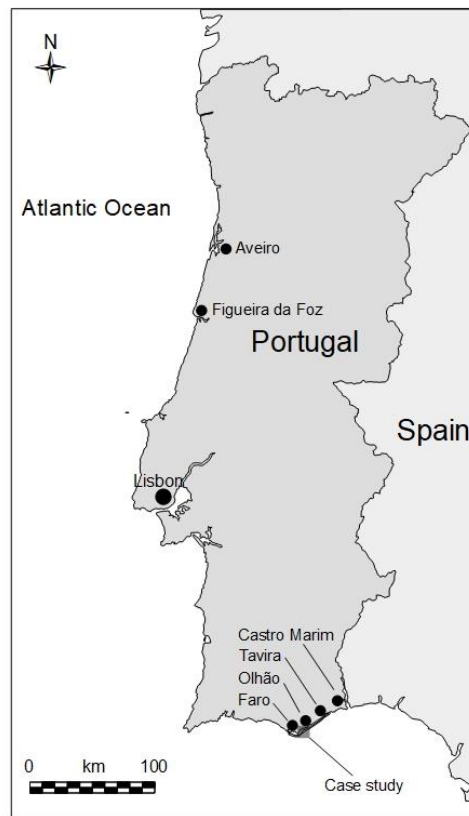 N
Atlantic Ocean
Aveiro
Figueira da Foz
Portugal
Spain
Lisbon
Castro Marim
Tavira
Olhão
Faro
0 km 100
Case study